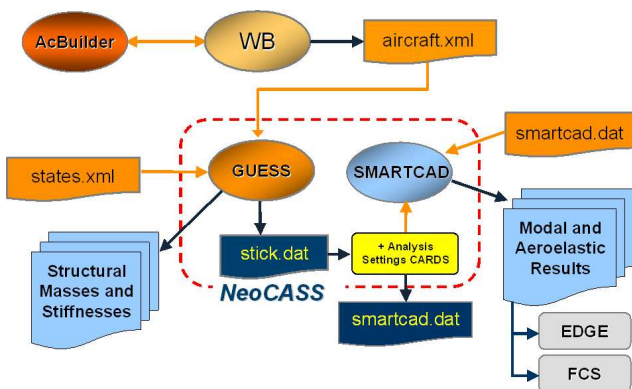 AcBuilder
WB
aircraft.xml
smartcad.dat
states.xml
GUESS
SMARTCAD
stick.dat
+ Analysis
Settings CARDS
NeoCASS
smartcad.dat
Structural
Masses and
Stiffnesses
Modal and
Aeroelastic
Results
EDGE
FCS